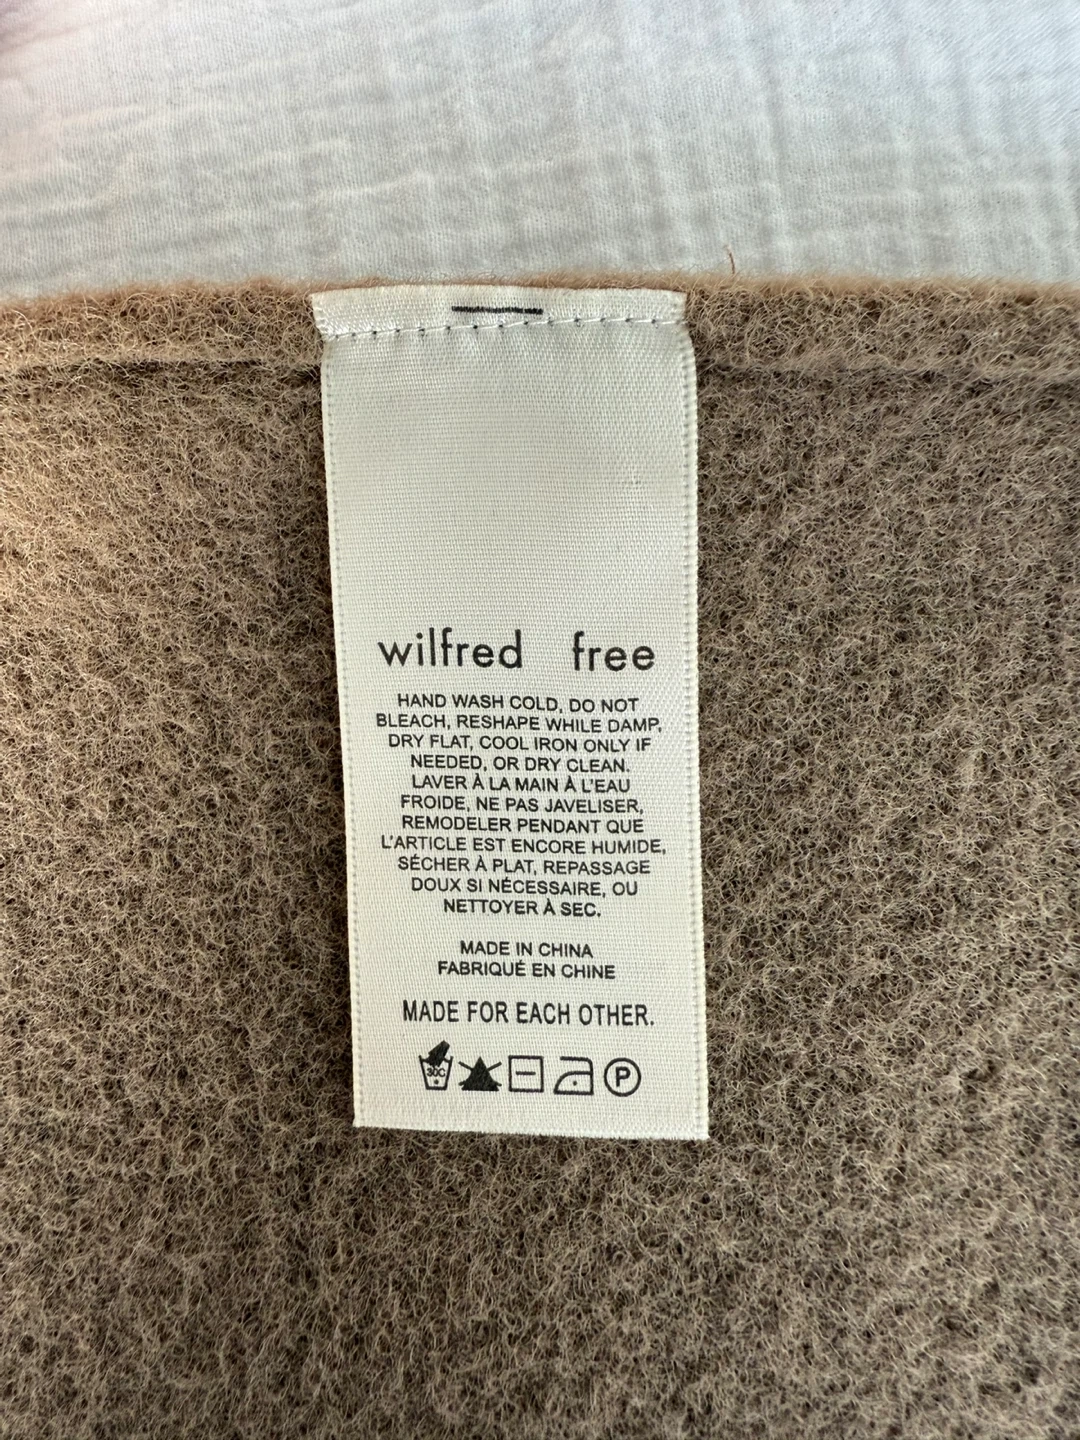 wilfred free
HAND WASH COLD, DO NOT
BLEACH, RESHAPE WHILE DAMP,
DRY FLAT, COOL IRON ONLY IF
NEEDED, OR DRY CLEAN.
LAVER À LA MAIN À L'EAU
FROIDE, NE PAS JAVELISER,
REMODELER PENDANT QUE
L'ARTICLE EST ENCORE HUMIDE,
SÉCHER À PLAT, REPASSAGE
DOUX SI NÉCESSAIRE, OU
NETTOYER À SEC.
MADE IN CHINA
FABRIQUÉ EN CHINE
MADE FOR EACH OTHER.
30C P